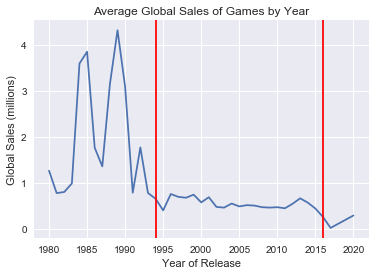 Average Global Sales of Games by Year
Global Sales (millions)
4
3
2
1
0
1980 1985 1990 1995 2000 2005 2010 2015 2020
Year of Release